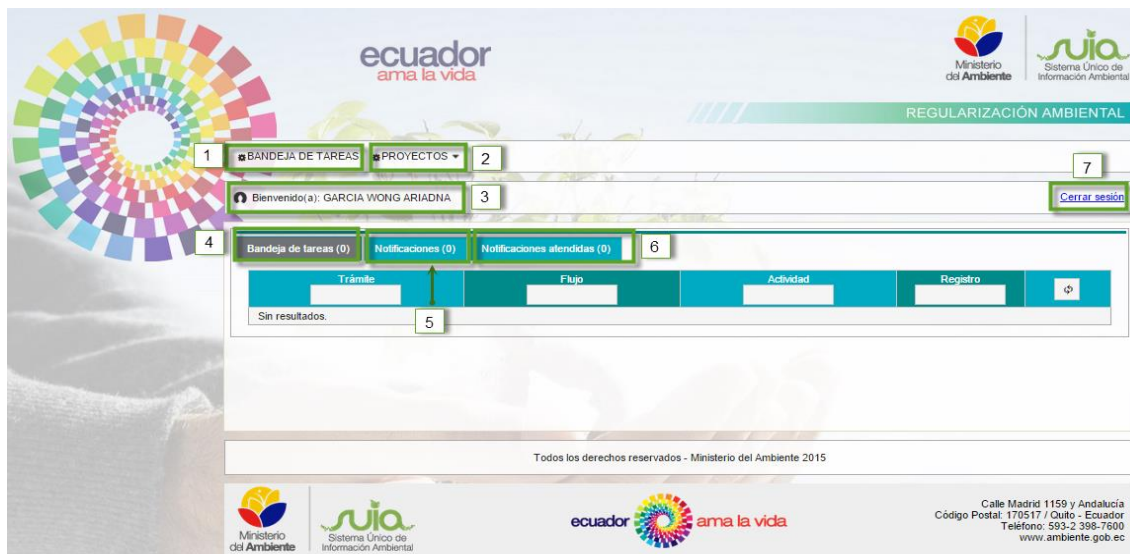 ecuador
ama la vida
Ministerio
del Ambiente
suia
Sistema Único de
Información Ambiental
REGULARIZACIÓN AMBIENTAL
1
BANDEJA DE TAREAS
PROYECTOS
2
7
Bienvenido(a): GARCIA WONG ARIADNA
3
Cerrar sesión
4
Bandeja de tareas (0)
Notificaciones (0)
Notificaciones atendidas (0)
6
Trámite
Flujo
Actividad
Registro
Sin resultados.
5
Todos los derechos reservados - Ministerio del Ambiente 2015
Ministerio
del Ambiente
suia
Sistema Único de
Información Ambiental
ecuador ama la vida
Calle Madrid 1159 y Andalucía
Código Postal: 170517 / Quito - Ecuador
Teléfono: 593-2 398-7600
www.ambiente.gob.ec